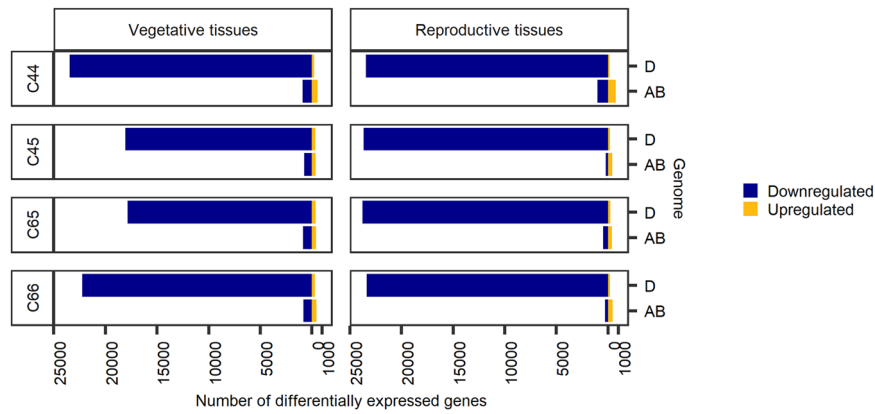 Vegetative tissues
Reproductive tissues
C44
D
AB
C45
D
AB
C65
D
AB
C66
D
AB
Genome
Downregulated
Upregulated
25000
20000
15000
10000
5000
0
1000
25000
20000
15000
10000
5000
0
1000
Number of differentially expressed genes